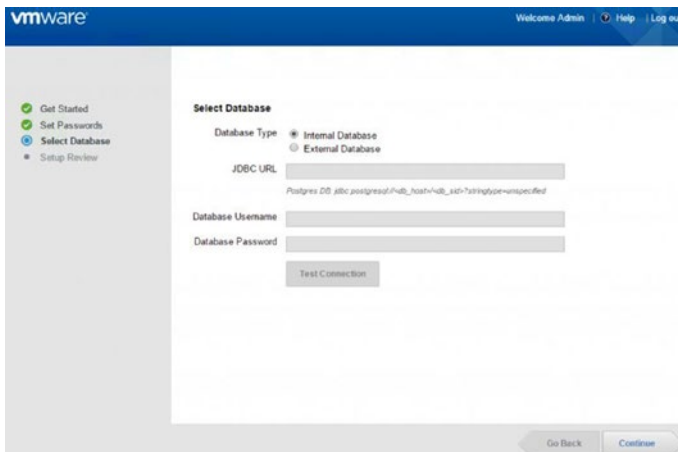 vmware
Welcome Admin | ? Help | Log ou
Get Started
Set Passwords
Select Database
Setup Review
Select Database
Database Type
Internal Database
External Database
JDBC URL
Postgres DB: jdbc:postgresql://<db_host>/<db_sid>?stringtype=unspecified
Database Username
Database Password
Test Connection
Go Back
Continue